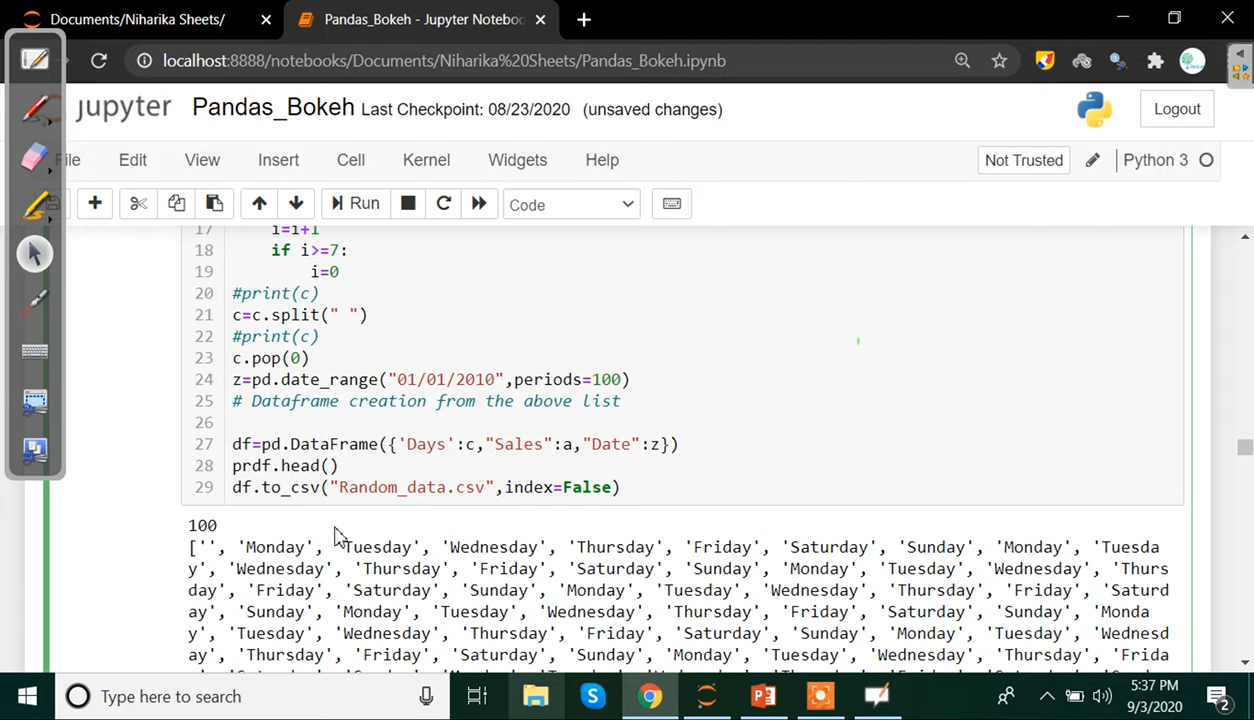 Documents/Niharika Sheets/
Pandas_Bokeh - Jupyter Noteboo
localhost:8888/notebooks/Documents/Niharika%20Sheets/Pandas_Bokeh.ipynb
jupyter Pandas_Bokeh Last Checkpoint: 08/23/2020 (unsaved changes)
Logout
File Edit View Insert Cell Kernel Widgets Help
Not Trusted
Python 3
Run
Code
17 i=i+1
18 if i>=7:
19 i=0
20 #print(c)
21 c=c.split(" ")
22 #print(c)
23 c.pop(0)
24 z=pd.date_range("01/01/2010",periods=100)
25 # Dataframe creation from the above list
26
27 df=pd.DataFrame({'Days':c,"Sales":a,"Date":z})
28 prdf.head()
29 df.to_csv("Random_data.csv",index=False)
100
['', 'Monday', 'Tuesday', 'Wednesday', 'Thursday', 'Friday', 'Saturday', 'Sunday', 'Monday', 'Tuesda
y', 'Wednesday', 'Thursday', 'Friday', 'Saturday', 'Sunday', 'Monday', 'Tuesday', 'Wednesday', 'Thurs
day', 'Friday', 'Saturday', 'Sunday', 'Monday', 'Tuesday', 'Wednesday', 'Thursday', 'Friday', 'Saturd
ay', 'Sunday', 'Monday', 'Tuesday', 'Wednesday', 'Thursday', 'Friday', 'Saturday', 'Sunday', 'Monda
y', 'Tuesday', 'Wednesday', 'Thursday', 'Friday', 'Saturday', 'Sunday', 'Monday', 'Tuesday', 'Wednesd
ay', 'Thursday', 'Friday', 'Saturday', 'Sunday', 'Monday', 'Tuesday', 'Wednesday', 'Thursday', 'Frida
Type here to search
5:37 PM
9/3/2020
2